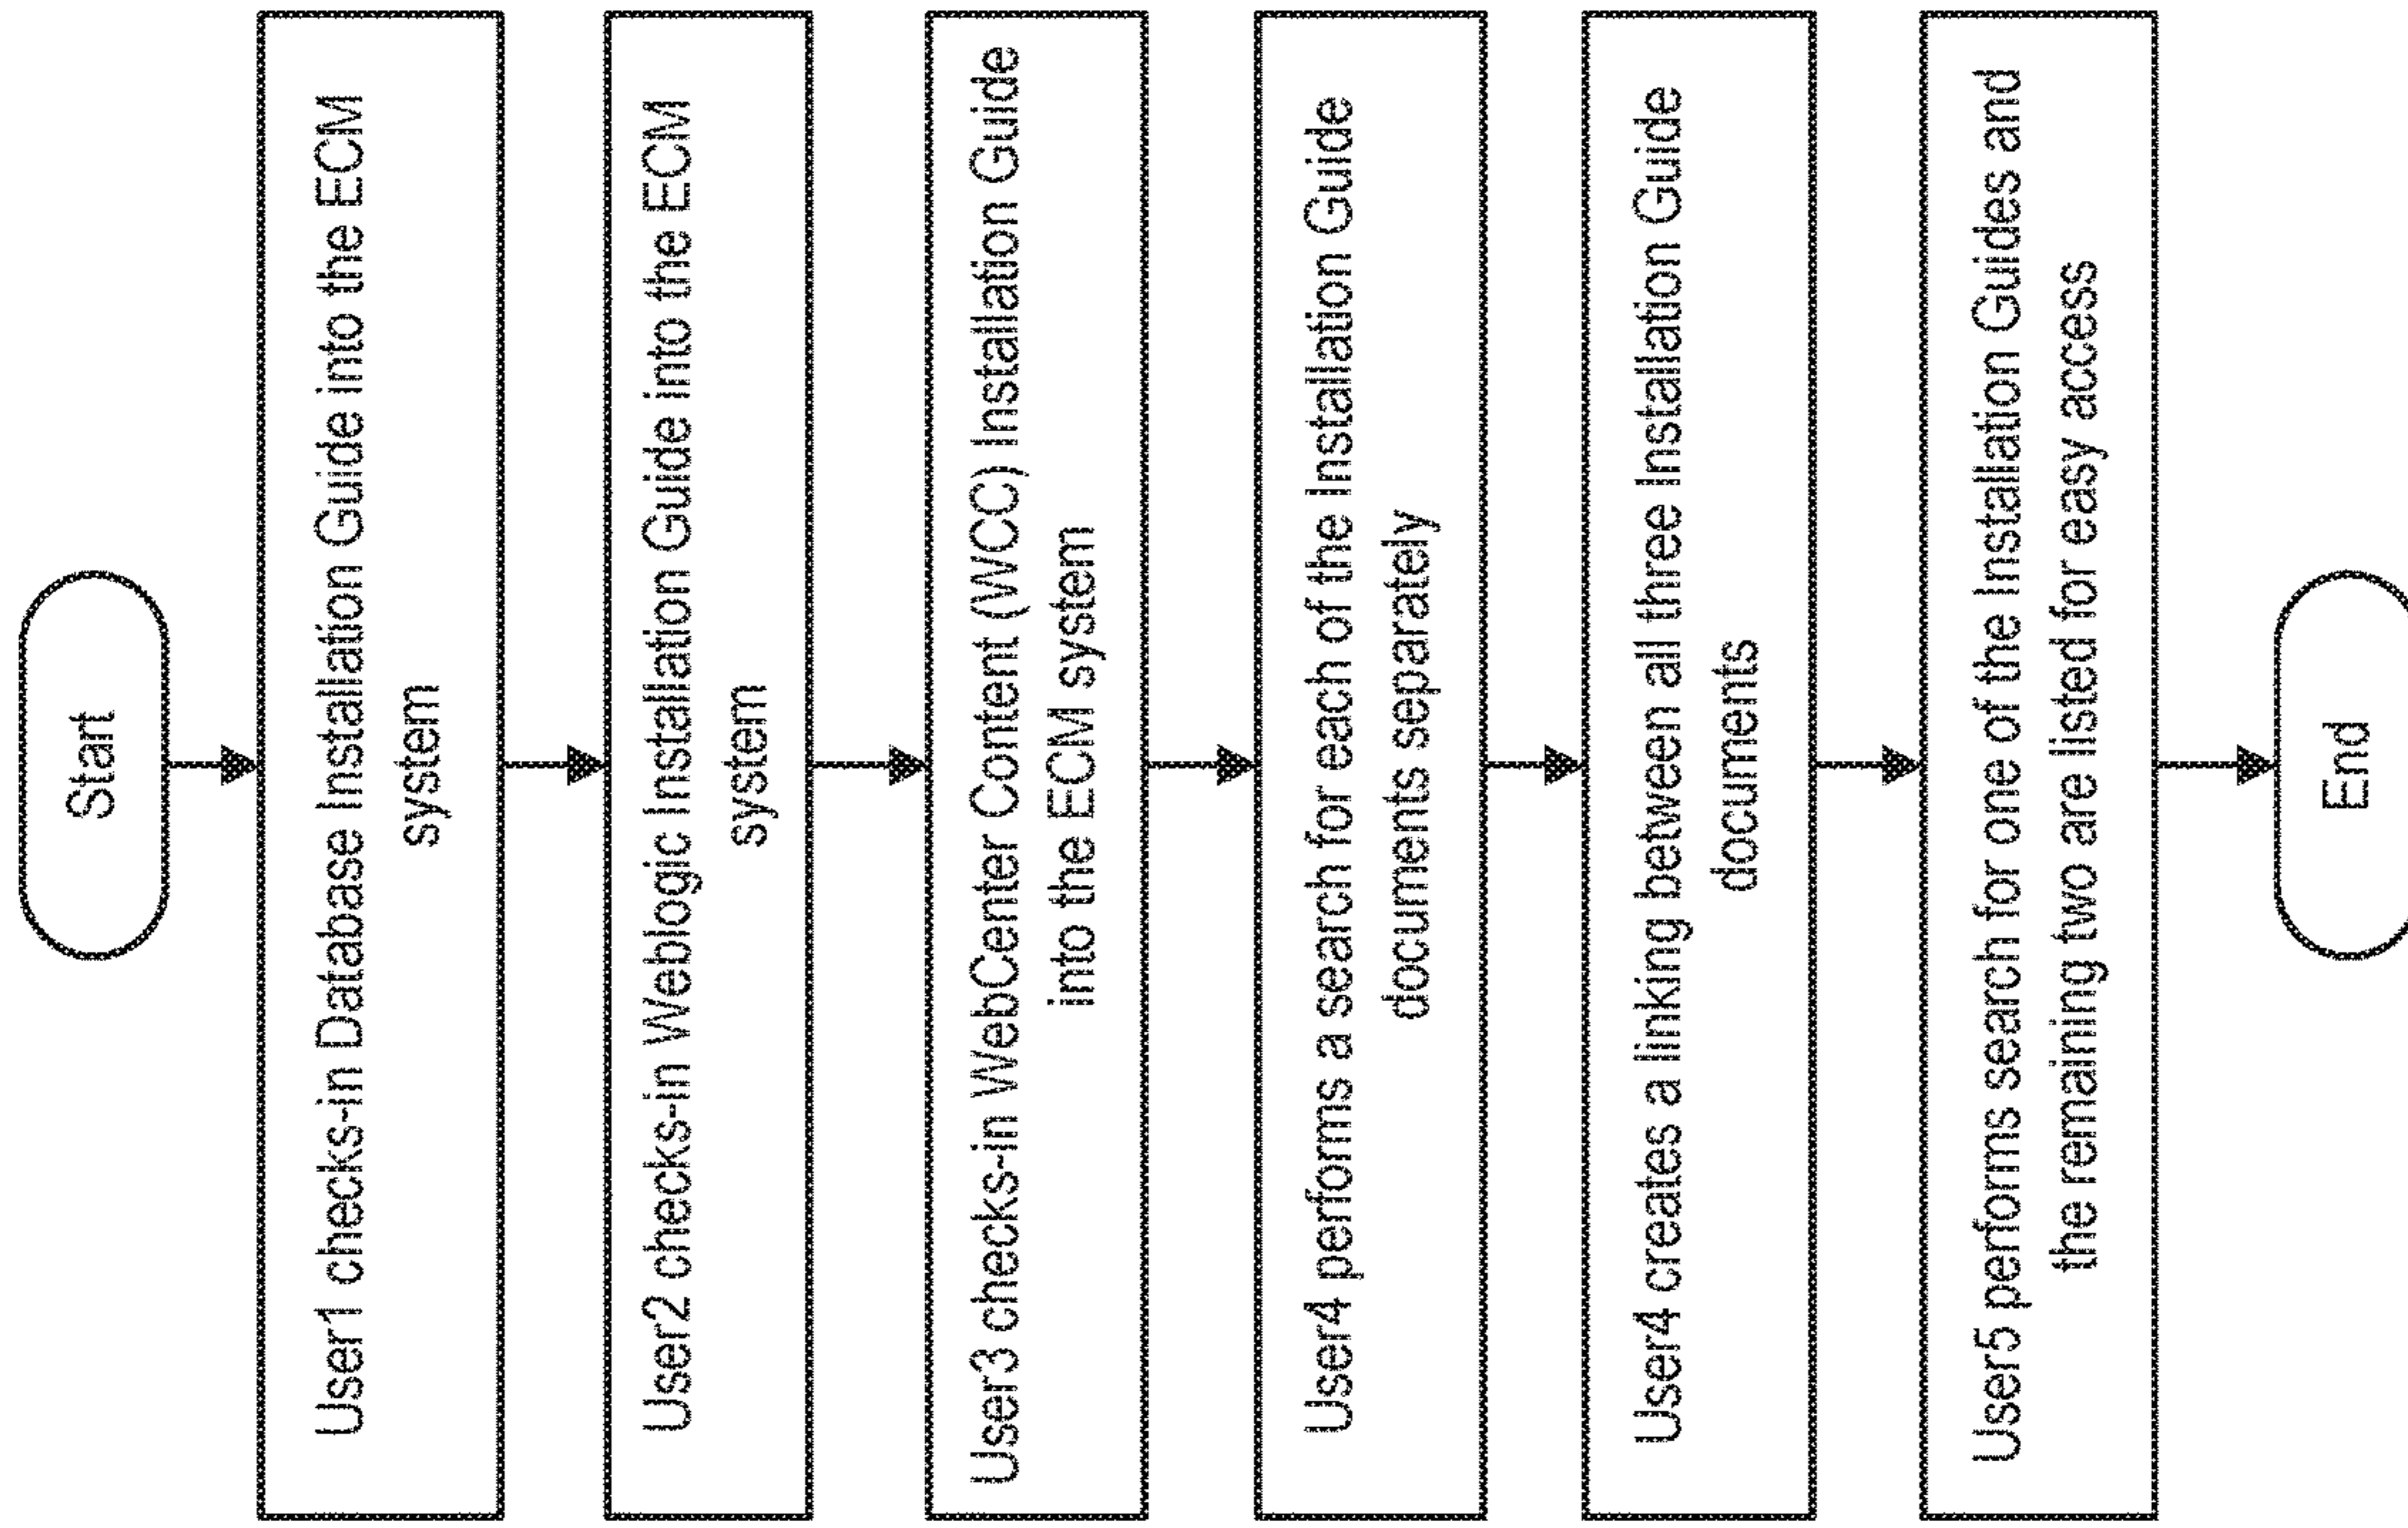 Start
User1 checks-in Database Installation Guide into the ECM
system
User2 checks-in Weblogic Installation Guide into the ECM
system
User3 checks-in WebCenter Content (WCC) Installation Guide
into the ECM system
User4 performs a search for each of the Installation Guide
documents separately
User4 creates a linking between all three Installation Guide
documents
User5 performs search for one of the Installation Guides and
the remaining two are listed for easy access
End